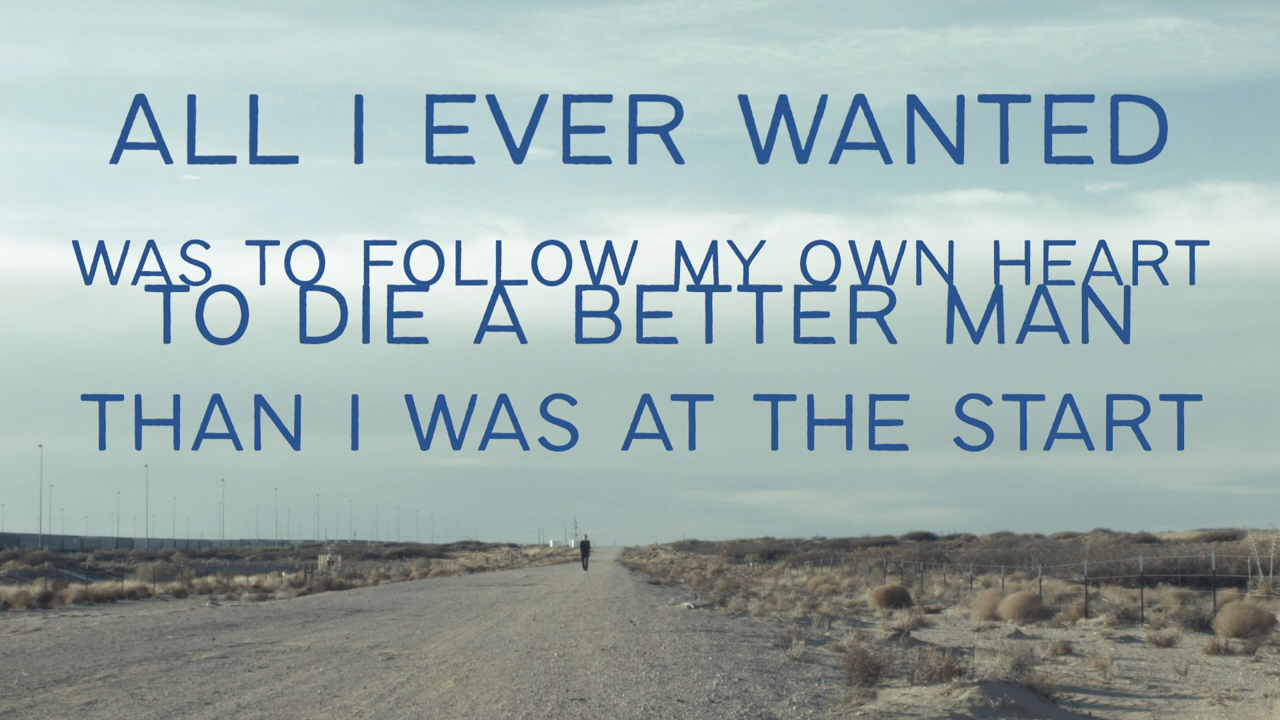 ALL I EVER WANTED
WAS TO FOLLOW MY OWN HEART
TO DIE A BETTER MAN
THAN I WAS AT THE START